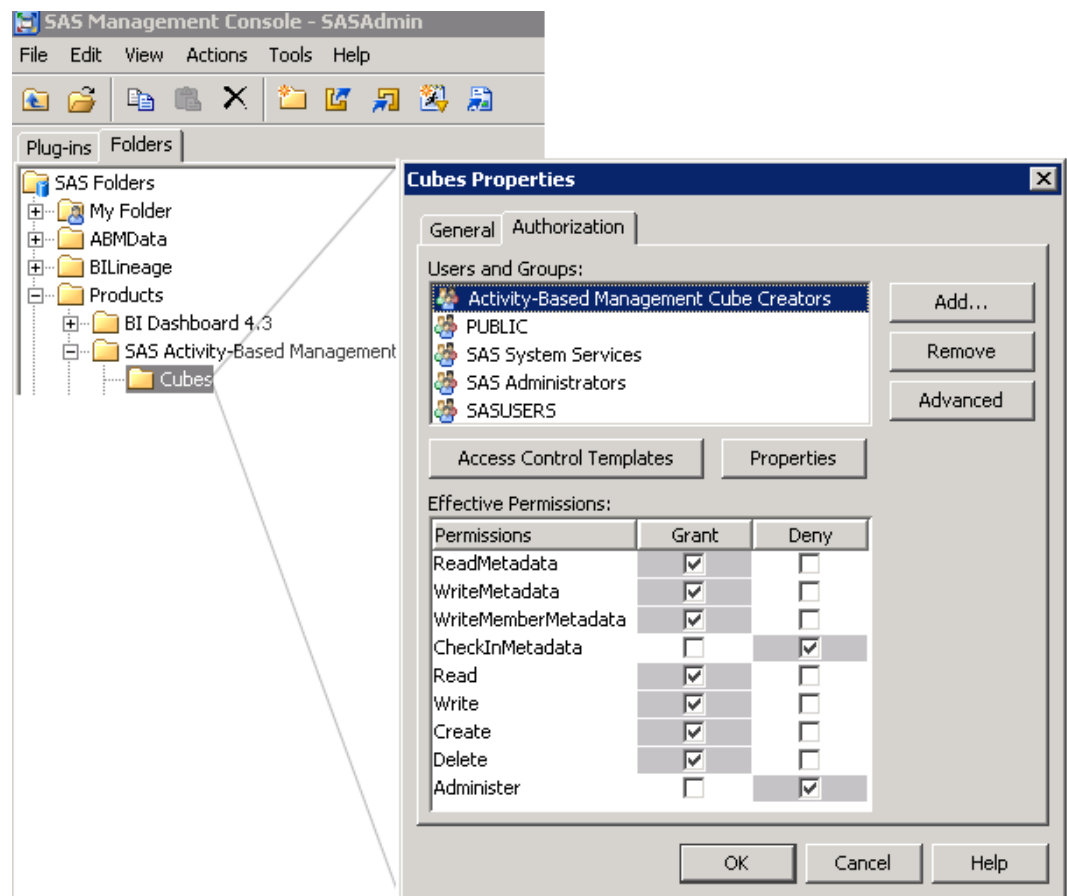 SAS Management Console - SASAdmin
File Edit View Actions Tools Help
Plug-ins Folders
SAS Folders
My Folder
ABMData
BILineage
Products
BI Dashboard 4.3
SAS Activity-Based Management
Cubes
Cubes Properties
General Authorization
Users and Groups:
Activity-Based Management Cube Creators
PUBLIC
SAS System Services
SAS Administrators
SASUSERS
Add...
Remove
Advanced
Access Control Templates Properties
Effective Permissions:
Permissions Grant Deny
ReadMetadata
WriteMetadata
WriteMemberMetadata
CheckInMetadata
Read
Write
Create
Delete
Administer
OK Cancel Help